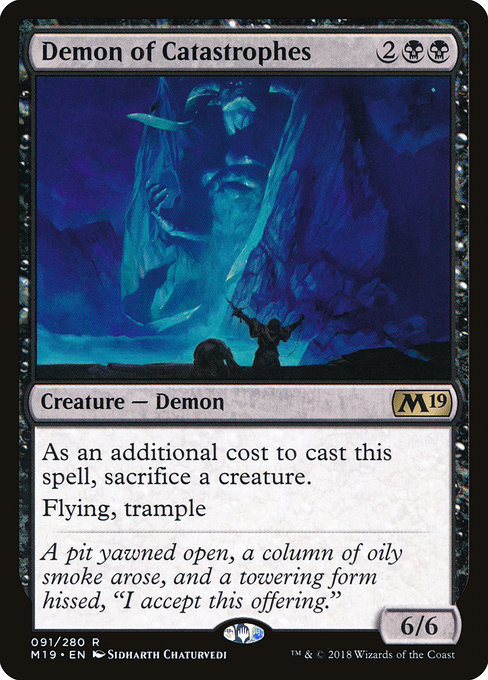 Demon of Catastrophes 2
Creature — Demon M19
As an additional cost to cast this
spell, sacrifice a creature.
Flying, trample
A pit yawned open, a column of oily
smoke arose, and a towering form
hissed, “I accept this offering.”
6/6
091/280 R
M19 • EN Sidharth Chaturvedi ™ & © 2018 Wizards of the Coast